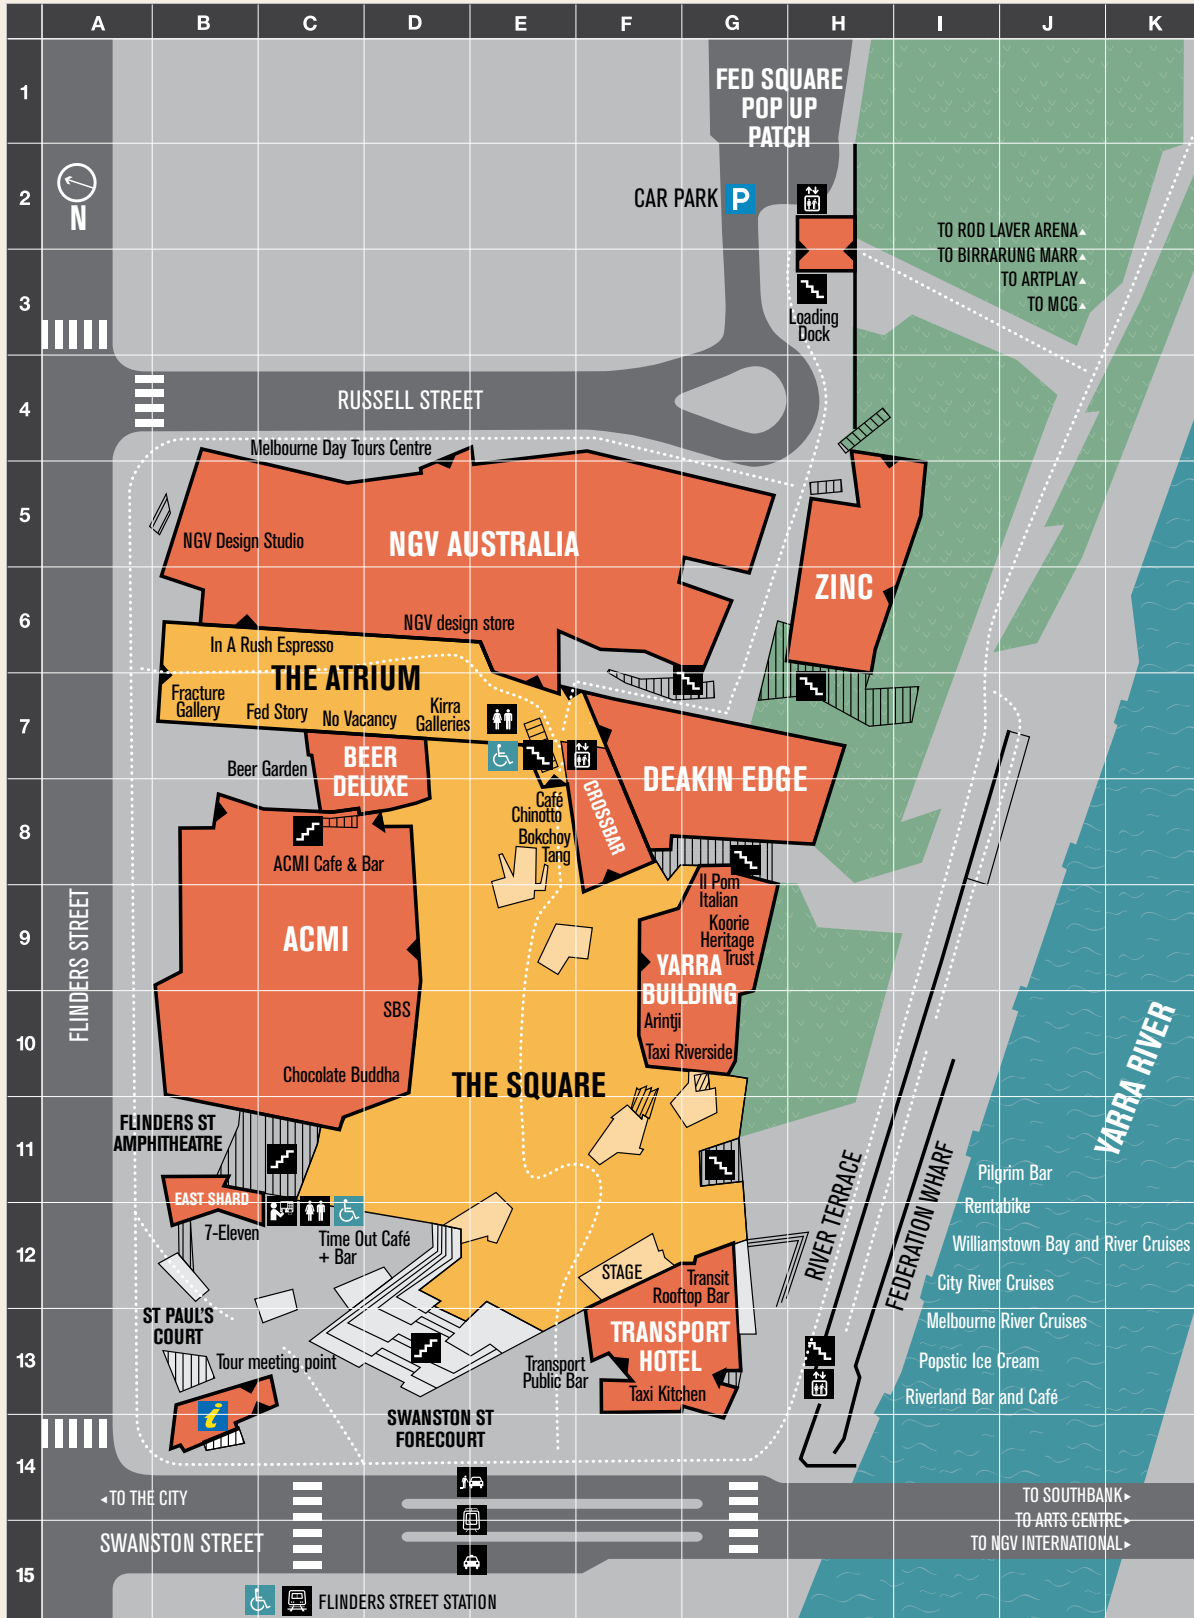 A B C D E F G H I J K
1
2
3
4
5
6
7
8
9
10
11
12
13
14
15
FED SQUARE
POP UP
PATCH
N
CAR PARK P
TO ROD LAVER ARENA
TO BIRRARUNG MARR
TO ARTPLAY
TO MCG
Loading
Dock
RUSSELL STREET
Melbourne Day Tours Centre
NGV Design Studio
NGV AUSTRALIA
ZINC
NGV design store
In A Rush Espresso
THE ATRIUM
Fracture
Gallery
Fed Story
No Vacancy
Kirra
Galleries
Beer Garden
BEER
DELUXE
DEAKIN EDGE
CROSSBAR
Café
Chinotto
Bokchoy
Tang
ACMI Cafe & Bar
Il Pom
Italian
Koorie
Heritage
Trust
FLINDERS STREET
ACMI
YARRA
BUILDING
SBS
Arintji
Taxi Riverside
Chocolate Buddha
THE SQUARE
YARRA RIVER
FLINDERS ST
AMPHITHEATRE
EAST SHARD
7-Eleven
Time Out Café
+ Bar
RIVER TERRACE
FEDERATION WHARF
Pilgrim Bar
Rentabike
Williamstown Bay and River Cruises
City River Cruises
Melbourne River Cruises
Popstic Ice Cream
Riverland Bar and Café
STAGE
Transit
Rooftop Bar
ST PAUL'S
COURT
TRANSPORT
HOTEL
Tour meeting point
Transport
Public Bar
Taxi Kitchen
i
SWANSTON ST
FORECOURT
TO THE CITY
TO SOUTHBANK
TO ARTS CENTRE
TO NGV INTERNATIONAL
SWANSTON STREET
FLINDERS STREET STATION